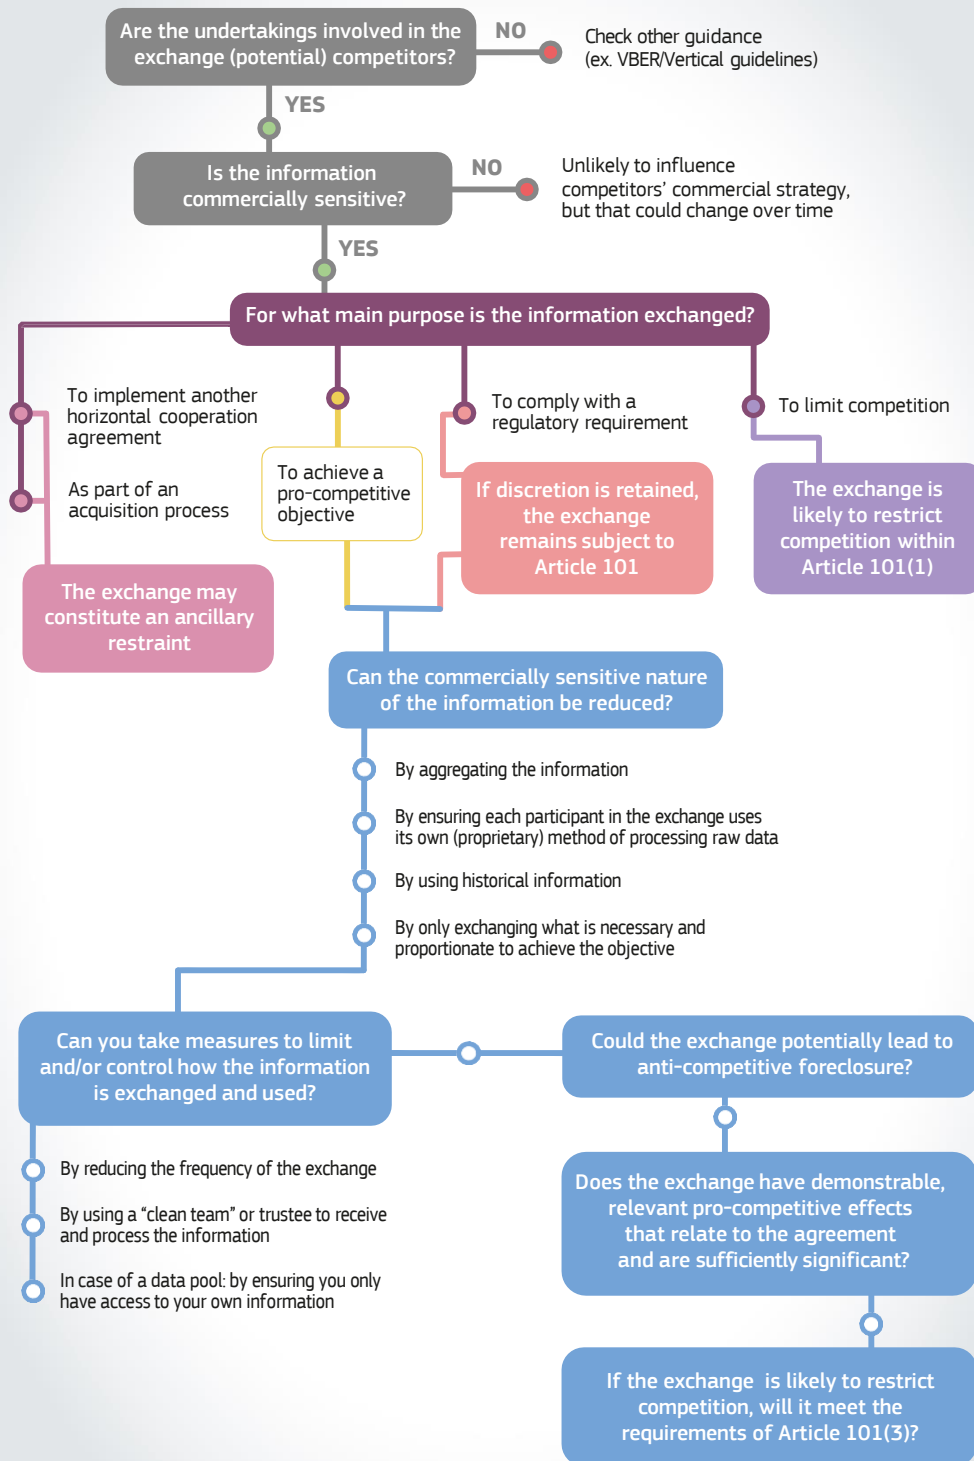 Are the undertakings involved in the
exchange (potential) competitors?
NO
Check other guidance
(ex. VBER/Vertical guidelines)
YES
Is the information
commercially sensitive?
NO
Unlikely to influence
competitors’ commercial strategy,
but that could change over time
YES
For what main purpose is the information exchanged?
To implement another
horizontal cooperation
agreement
As part of an
acquisition process
The exchange may
constitute an ancillary
restraint
To achieve a
pro-competitive
objective
To comply with a
regulatory requirement
If discretion is retained,
the exchange
remains subject to
Article 101
To limit competition
The exchange is
likely to restrict
competition within
Article 101(1)
Can the commercially sensitive nature
of the information be reduced?
By aggregating the information
By ensuring each participant in the exchange uses
its own (proprietary) method of processing raw data
By using historical information
By only exchanging what is necessary and
proportionate to achieve the objective
Can you take measures to limit
and/or control how the information
is exchanged and used?
By reducing the frequency of the exchange
By using a “clean team” or trustee to receive
and process the information
In case of a data pool: by ensuring you only
have access to your own information
Could the exchange potentially lead to
anti-competitive foreclosure?
Does the exchange have demonstrable,
relevant pro-competitive effects
that relate to the agreement
and are sufficiently significant?
If the exchange is likely to restrict
competition, will it meet the
requirements of Article 101(3)?